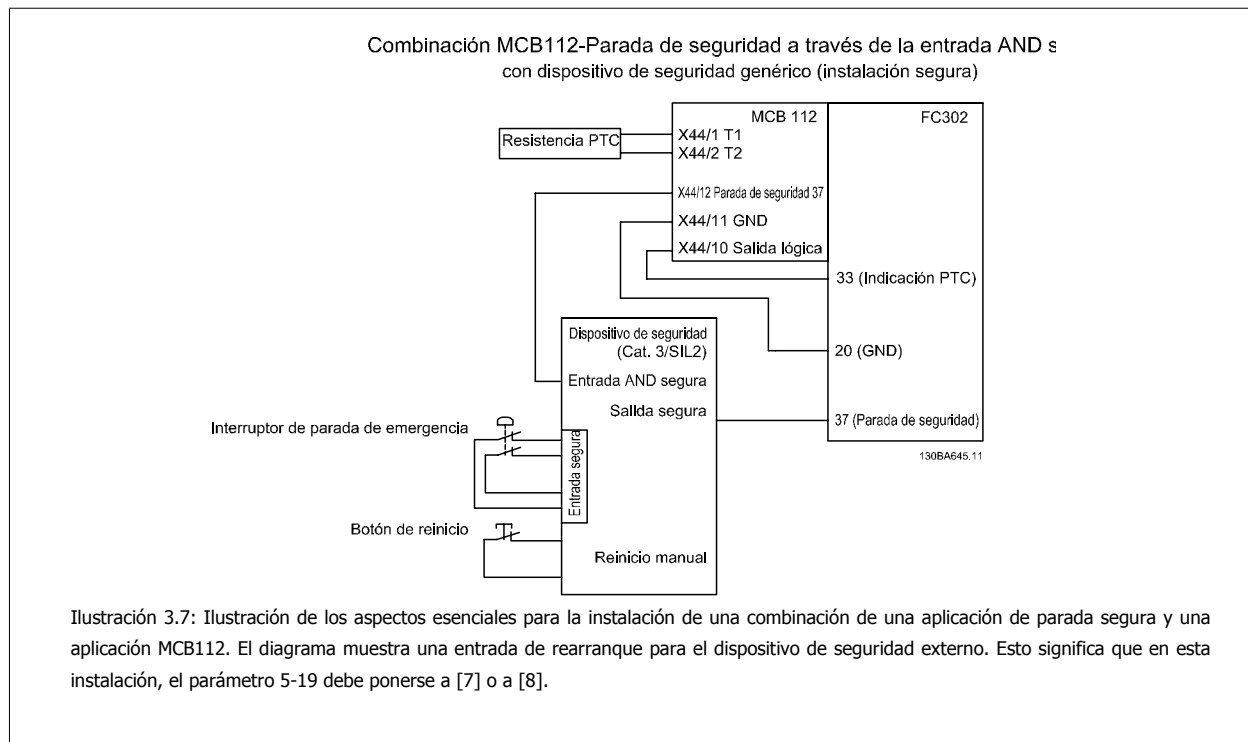 Combinación MCB112-Parada de seguridad a través de la entrada AND s
con dispositivo de seguridad genérico (instalación segura)
MCB 112
FC302
Resistencia PTC
X44/1 T1
X44/2 T2
X44/12 Parada de seguridad 37
X44/11 GND
X44/10 Salida lógica
33 (Indicación PTC)
20 (GND)
37 (Parada de seguridad)
130BA645.11
Dispositivo de seguridad
(Cat. 3/SIL2)
Entrada AND segura
Salida segura
Interruptor de parada de emergencia
Entrada segura
Botón de reinicio
Reinicio manual
Ilustración 3.7: Ilustración de los aspectos esenciales para la instalación de una combinación de una aplicación de parada segura y una
aplicación MCB112. El diagrama muestra una entrada de rearranque para el dispositivo de seguridad externo. Esto significa que en esta
instalación, el parámetro 5-19 debe ponerse a [7] o a [8].